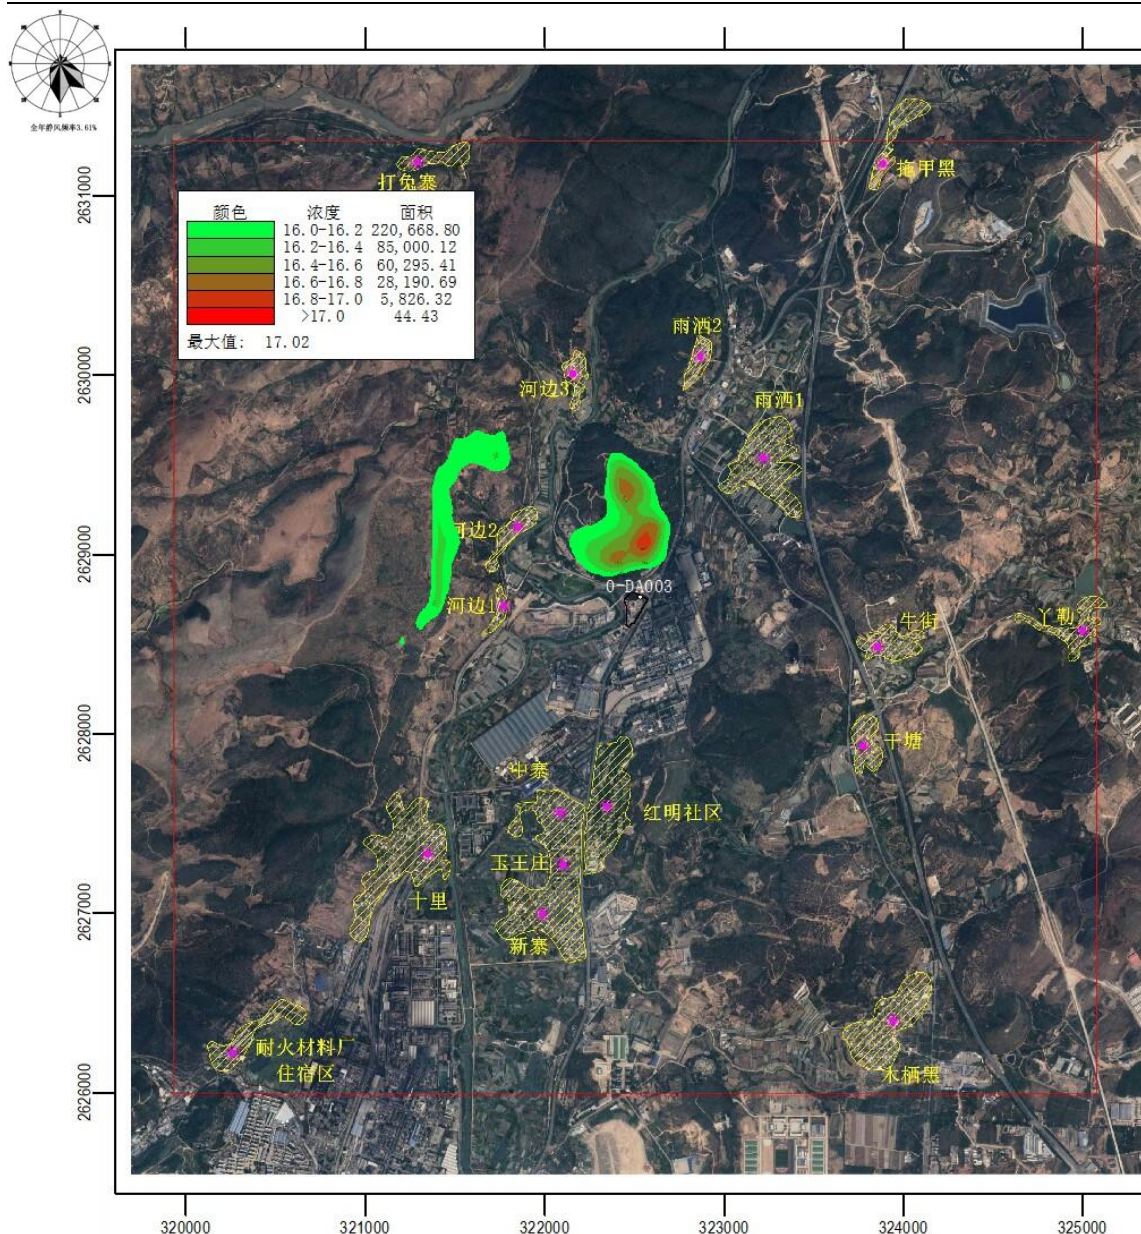 全年静风频率3.61%
打兔寨
拖甲黑
颜色 浓度 面积
16.0-16.2 220,668.80
16.2-16.4 85,000.12
16.4-16.6 60,295.41
16.6-16.8 28,190.69
16.8-17.0 5,826.32
>17.0 44.43
最大值: 17.02
雨洒2
河边3
雨洒1
河边2
O-DA003
河边1
牛街
丫勒
干塘
中寨
红明社区
玉王庄
十里
新寨
耐火材料厂
住宿区
水栖黑
2631000
2630000
2629000
2628000
2627000
2626000
320000 321000 322000 323000 324000 325000